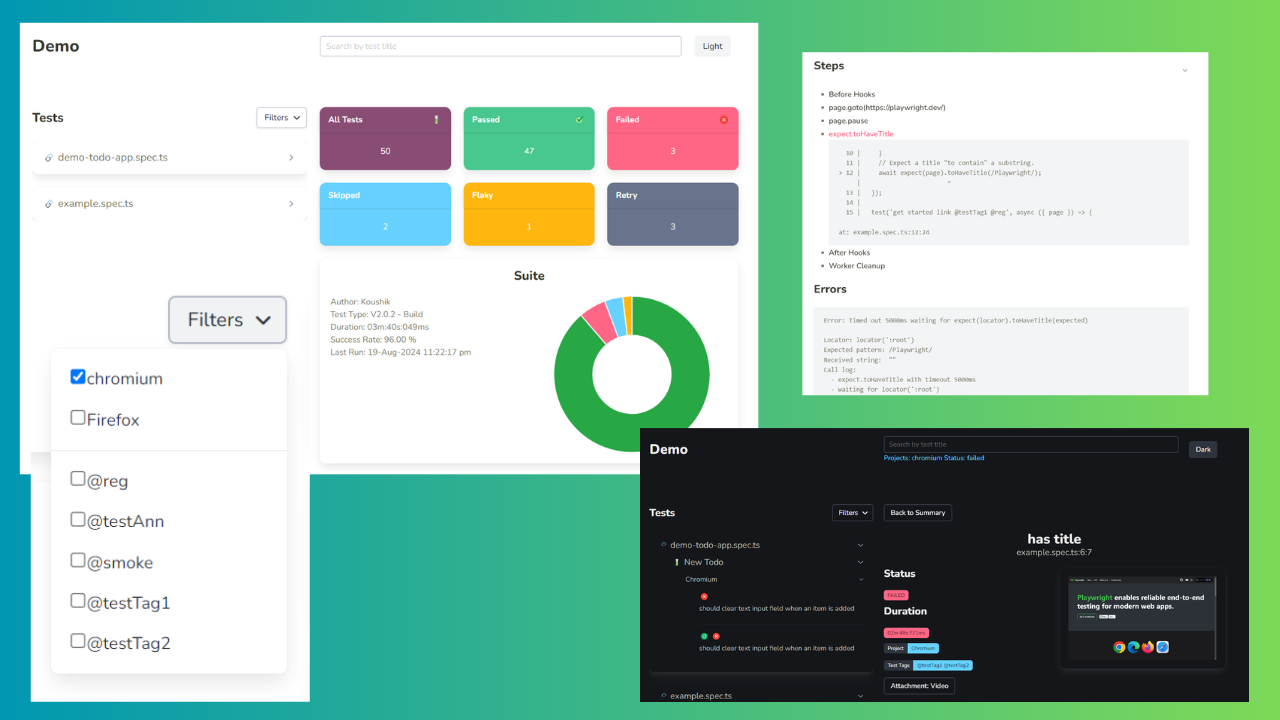 Demo
Search by test title
Light
Tests
Filters
demo-todo-app.spec.ts
example.spec.ts
All Tests
50
Passed
47
Failed
3
Skipped
2
Flaky
1
Retry
3
Suite
Author: Koushik
Test Type: V2.0.2 - Build
Duration: 03m:40s:049ms
Success Rate: 96.00 %
Last Run: 19-Aug-2024 11:22:17 pm
Filters
chromium
Firefox
@reg
@testAnn
@smoke
@testTag1
@testTag2
Steps
Before Hooks
page.goto(https://playwright.dev/)
page.pause
expect.toHaveTitle
10 | }
11 | // Expect a title "to contain" a substring.
> 12 | await expect(page).toHaveTitle(/Playwright/);
| ^
13 | });
14 |
15 | test('get started link @testTag1 @reg', async ({ page }) => {
at: example.spec.ts:12:24
After Hooks
Worker Cleanup
Errors
Error: Timed out 5000ms waiting for expect(locator).toHaveTitle(expected)
Locator: locator(':root')
Expected pattern: /Playwright/
Received string: ""
Call log:
- expect.toHaveTitle with timeout 5000ms
- waiting for locator(':root')
Demo
Search by test title
Dark
Projects: chromium Status: failed
Tests
Filters
Back to Summary
demo-todo-app.spec.ts
New Todo
Chromium
should clear text input field when an item is added
should clear text input field when an item is added
example.spec.ts
has title
example.spec.ts:6:7
Status
FAILED
Duration
Project Chromium
Test Tags @testTag1 @testTag2
Attachment: Video
Playwright enables reliable end-to-end
testing for modern web apps.